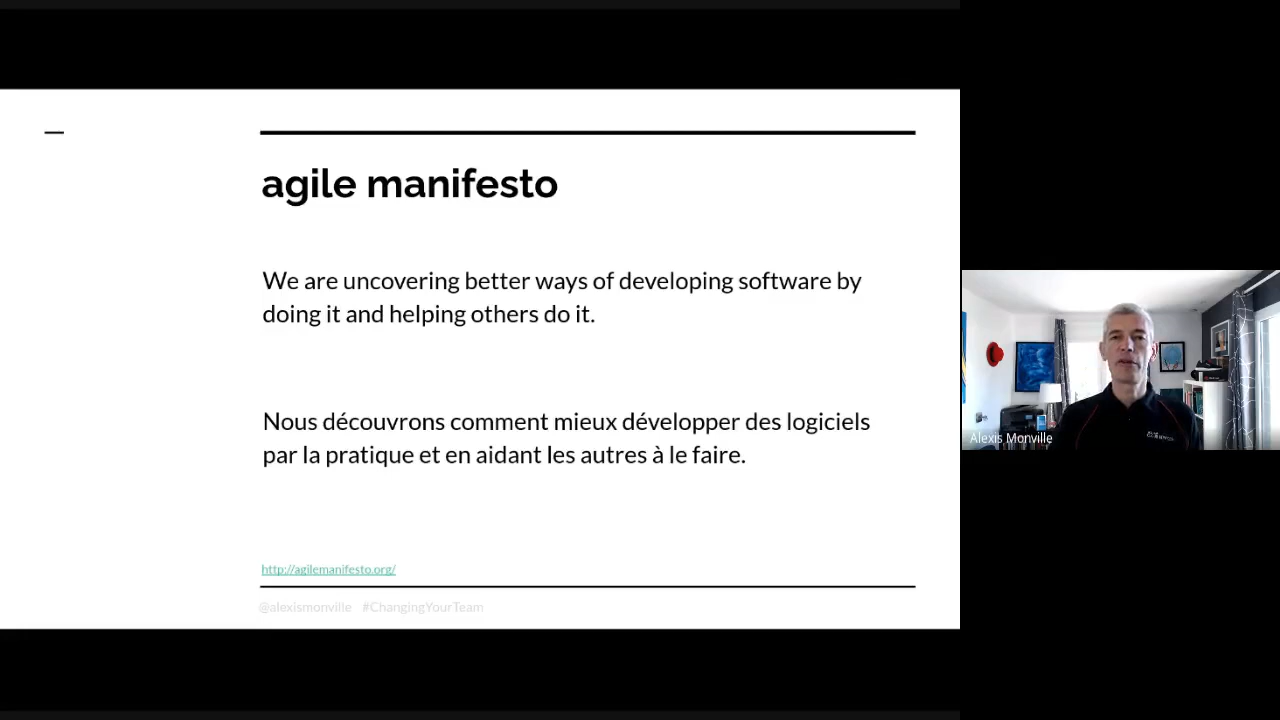 agile manifesto
We are uncovering better ways of developing software by
doing it and helping others do it.
Nous découvrons comment mieux développer des logiciels
par la pratique et en aidant les autres à le faire.
http://agilemanifesto.org/
@alexismonville #ChangingYourTeam
Alexis Monville